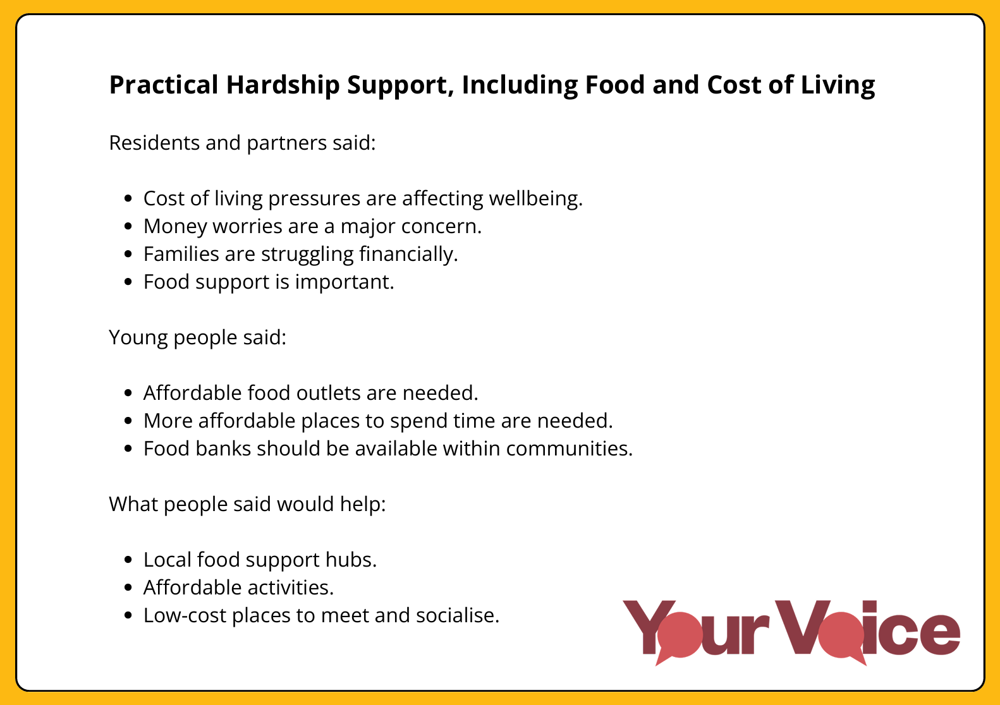 Practical Hardship Support, Including Food and Cost of Living
Residents and partners said:
• Cost of living pressures are affecting wellbeing.
• Money worries are a major concern.
• Families are struggling financially.
• Food support is important.
Young people said:
• Affordable food outlets are needed.
• More affordable places to spend time are needed.
• Food banks should be available within communities.
What people said would help:
• Local food support hubs.
• Affordable activities.
• Low-cost places to meet and socialise.
Your Voice